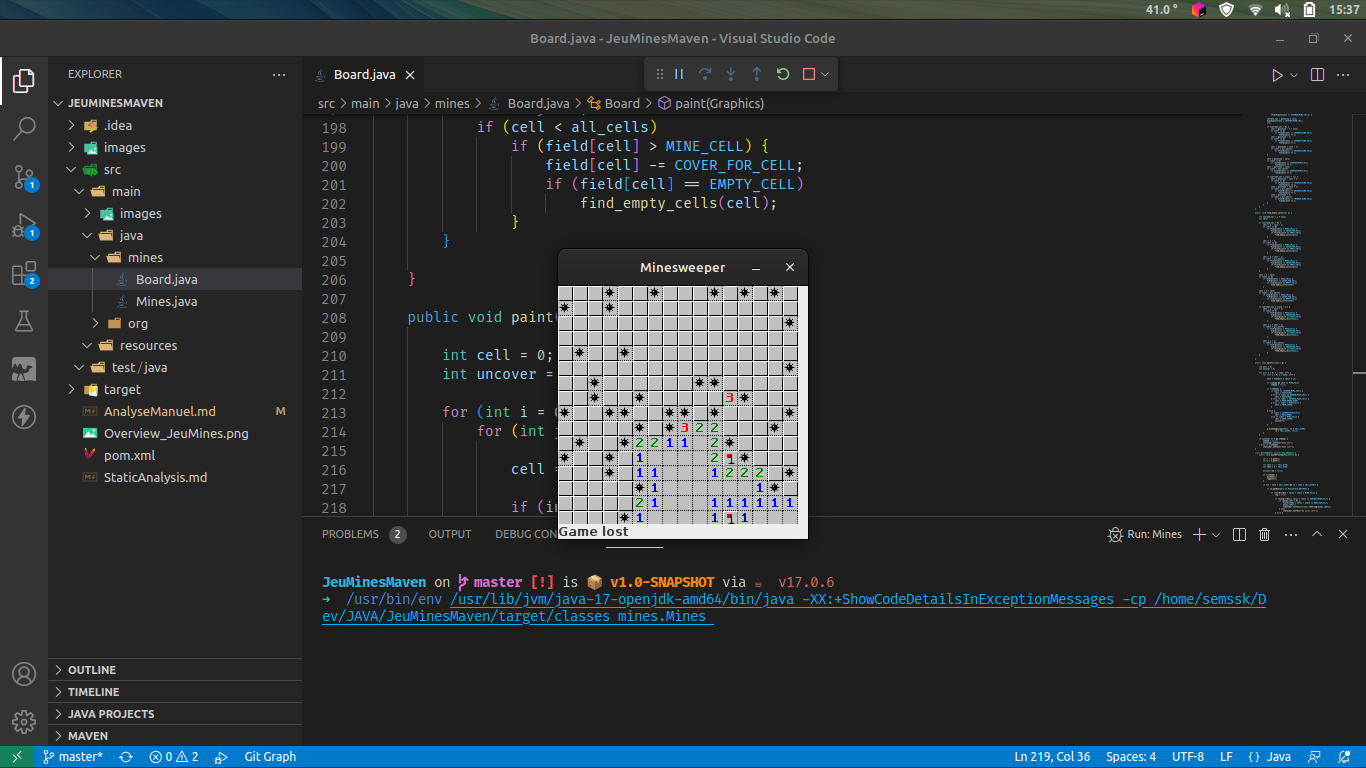 41.0 °
15:37
Board.java - JeuMinesMaven - Visual Studio Code
EXPLORER
JEUMINESMAVEN
.idea
images
src
main
images
java
mines
Board.java
Mines.java
org
resources
test / java
target
AnalyseManuel.md M
Overview_JeuMines.png
pom.xml
StaticAnalysis.md
OUTLINE
TIMELINE
JAVA PROJECTS
MAVEN
1
1
2
Board.java
src > main > java > mines > Board.java > Board > paint(Graphics)
198 if (cell < all_cells)
199 if (field[cell] > MINE_CELL) {
200 field[cell] -= COVER_FOR_CELL;
201 if (field[cell] == EMPTY_CELL)
202 find_empty_cells(cell);
203 }
204 }
205
206 }
207
208 public void paint
209
210 int cell = 0;
211 int uncover =
212
213 for (int i =
214 for (int
215
216 cell =
217
218 if (i
Minesweeper
3
3 2 2
2 2 1 1 2
1 2 1
1 1 1 2 2 2
1 1
2 1 1 1 1 1 1 1
1 1 1 1
Game lost
PROBLEMS 2 OUTPUT DEBUG CON
Run: Mines
JeuMinesMaven on master [!] is v1.0-SNAPSHOT via v17.0.6
➜ /usr/bin/env /usr/lib/jvm/java-17-openjdk-amd64/bin/java -XX:+ShowCodeDetailsInExceptionMessages -cp /home/semssk/D
ev/JAVA/JeuMinesMaven/target/classes mines.Mines
master* 0 2 Git Graph Ln 219, Col 36 Spaces: 4 UTF-8 LF { } Java